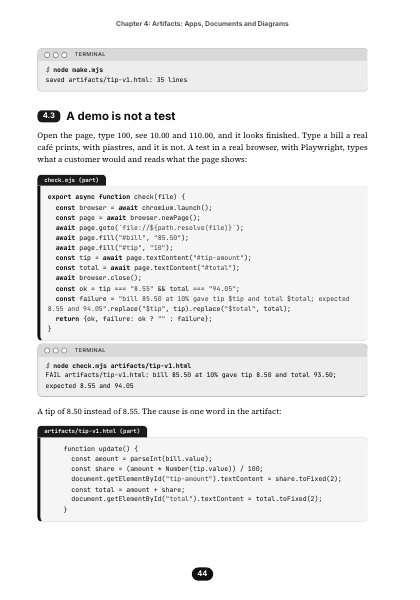 Chapter 4: Artifacts: Apps, Documents and Diagrams
TERMINAL
$ node make.mjs
saved artifacts/tip-v1.html: 35 lines
4.3 A demo is not a test
Open the page, type 100, see 10.00 and 110.00, and it looks finished. Type a bill a real
café prints, with piastres, and it is not. A test in a real browser, with Playwright, types
what a customer would and reads what the page shows:
check.mjs (part)
export async function check(file) {
const browser = await chromium.launch();
const page = await browser.newPage();
await page.goto(`file://${path.resolve(file)}`);
await page.fill("#bill", "85.50");
await page.fill("#tip", "10");
const tip = await page.textContent("#tip-amount");
const total = await page.textContent("#total");
await browser.close();
const ok = tip === "8.55" && total === "94.05";
const failure = "bill 85.50 at 10% gave tip $tip and total $total; expected
8.55 and 94.05".replace("$tip", tip).replace("$total", total);
return {ok, failure: ok ? "" : failure};
}
TERMINAL
$ node check.mjs artifacts/tip-v1.html
FAIL artifacts/tip-v1.html: bill 85.50 at 10% gave tip 8.50 and total 93.50;
expected 8.55 and 94.05
A tip of 8.50 instead of 8.55. The cause is one word in the artifact:
artifacts/tip-v1.html (part)
function update() {
const amount = parseInt(bill.value);
const share = (amount * Number(tip.value)) / 100;
document.getElementById("tip-amount").textContent = share.toFixed(2);
const total = amount + share;
document.getElementById("total").textContent = total.toFixed(2);
}
44